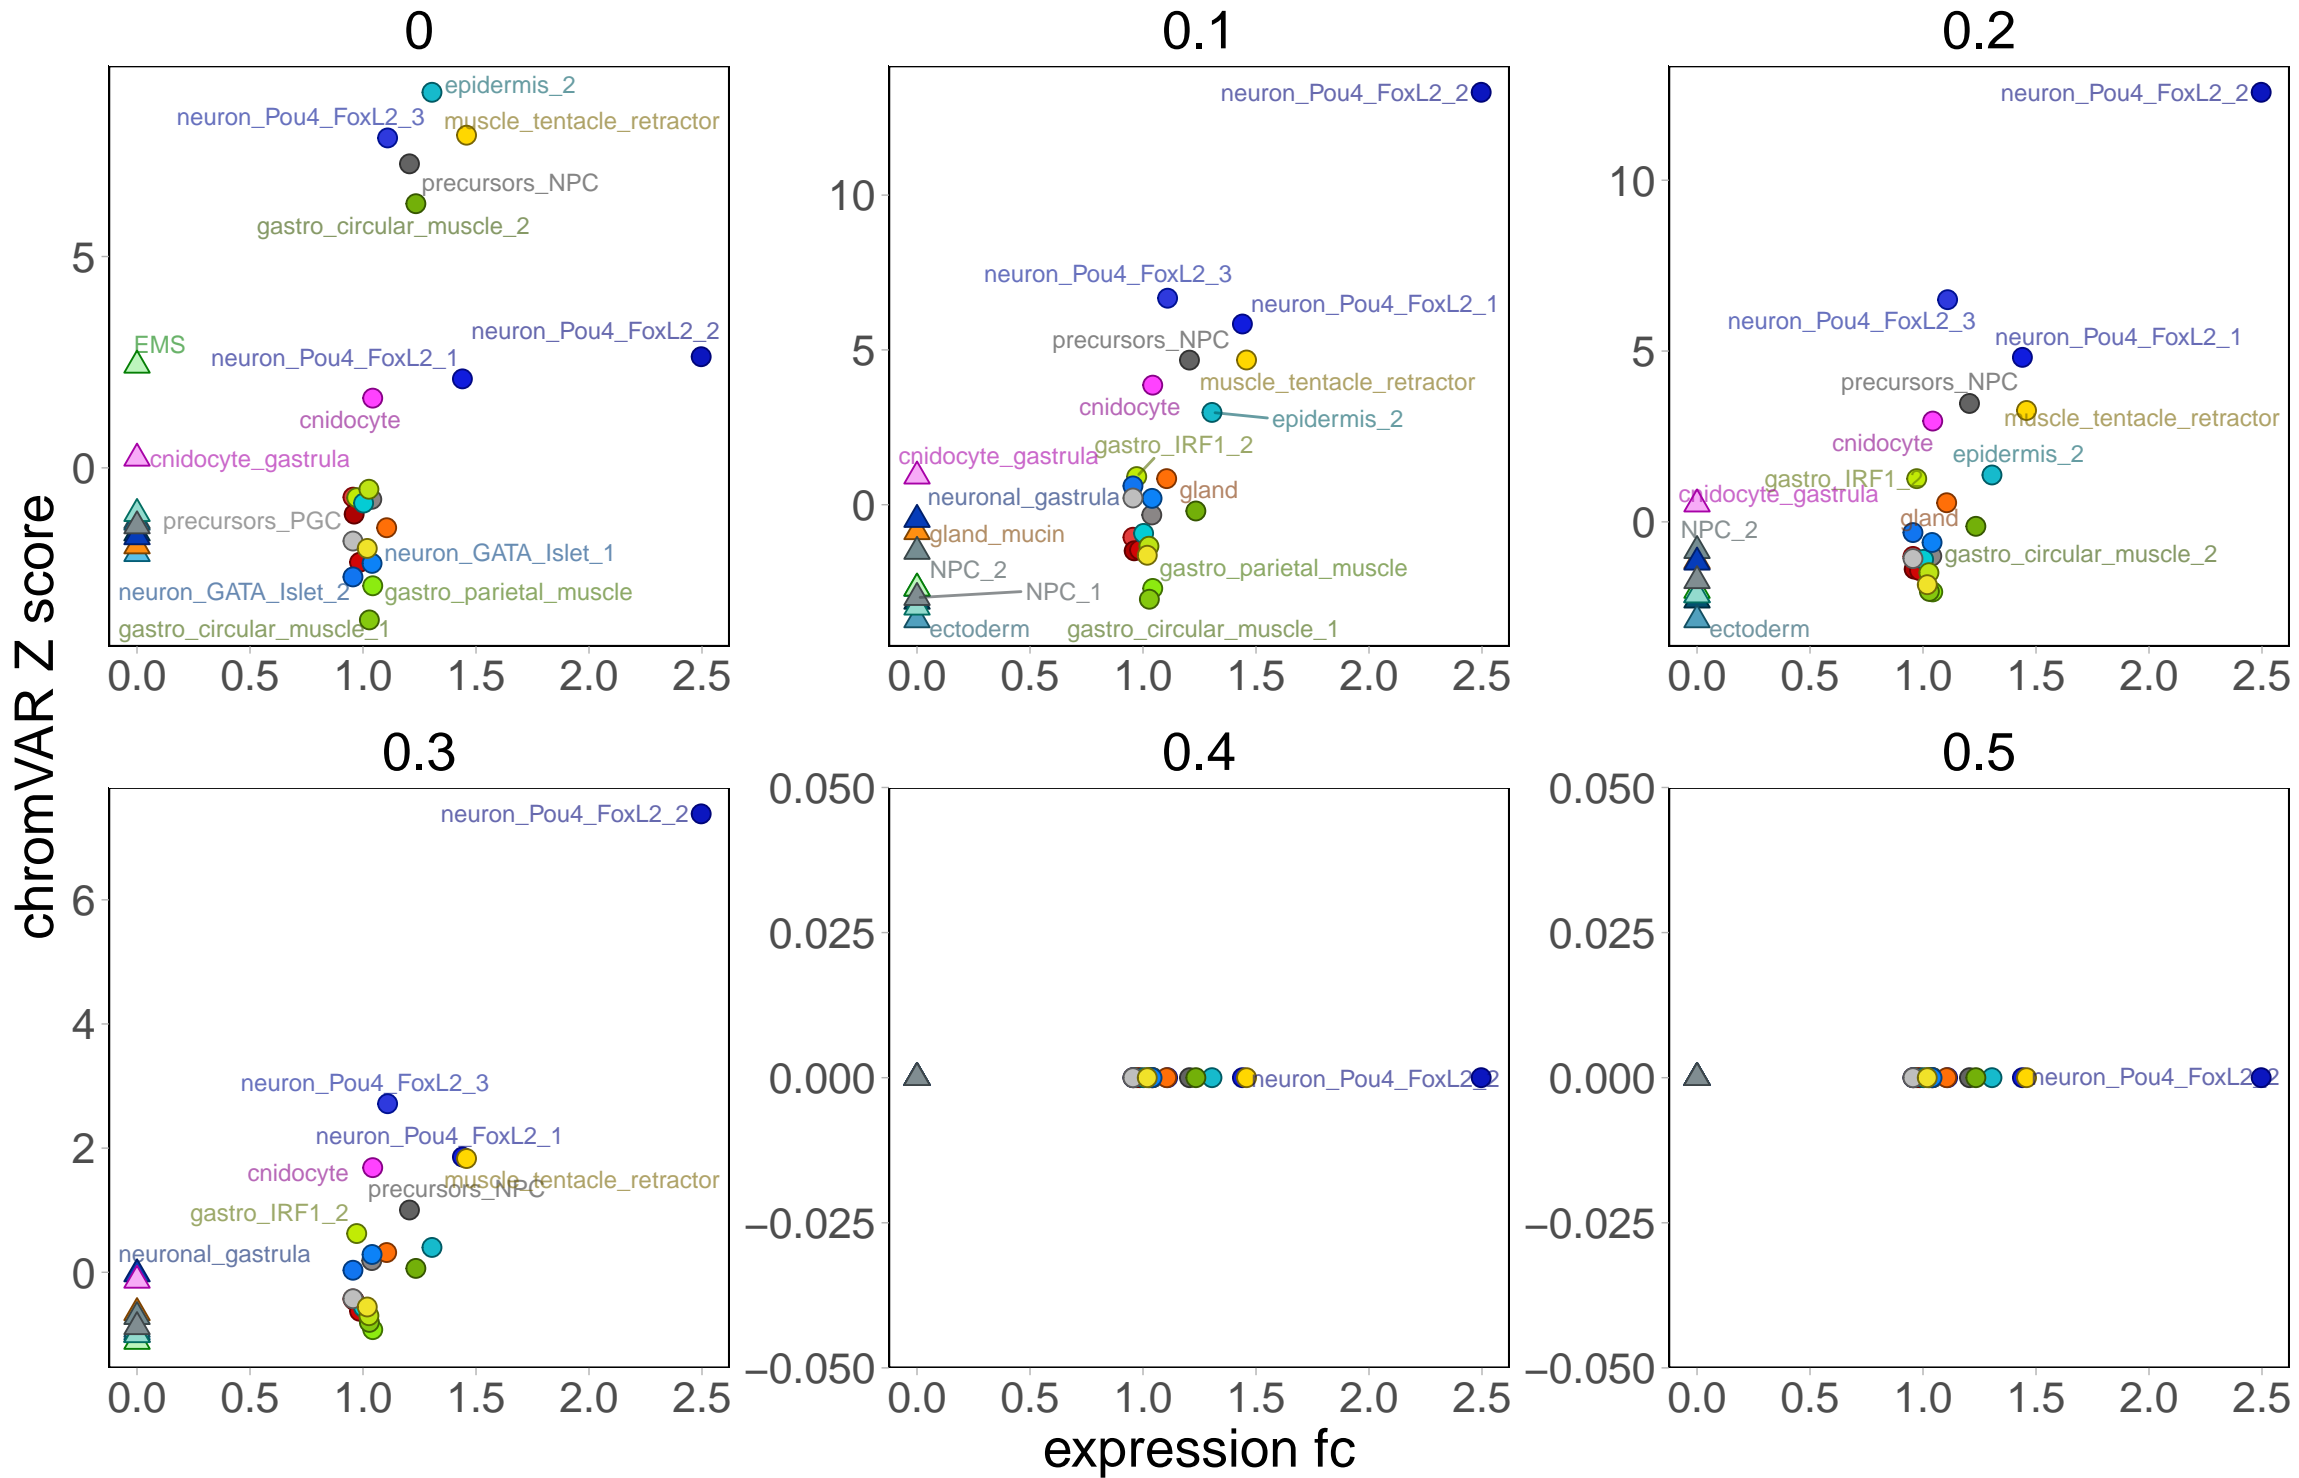 0
0.1
0.2
chromVAR Z score
5
0
epidermis_2
neuron_Pou4_FoxL2_3
muscle_tentacle_retractor
precursors_NPC
gastro_circular_muscle_2
neuron_Pou4_FoxL2_2
EMS
neuron_Pou4_FoxL2_1
cnidocyte
cnidocyte_gastrula
precursors_PGC
neuron_GATA_Islet_1
neuron_GATA_Islet_2
gastro_parietal_muscle
gastro_circular_muscle_1
0.0 0.5 1.0 1.5 2.0 2.5
10
5
0
neuron_Pou4_FoxL2_2
neuron_Pou4_FoxL2_3
neuron_Pou4_FoxL2_1
precursors_NPC
muscle_tentacle_retractor
cnidocyte
epidermis_2
gastro_IRF1_2
cnidocyte_gastrula
gland
neuronal_gastrula
gland_mucin
NPC_2
gastro_parietal_muscle
NPC_1
ectoderm
gastro_circular_muscle_1
0.0 0.5 1.0 1.5 2.0 2.5
10
5
0
neuron_Pou4_FoxL2_2
neuron_Pou4_FoxL2_3
neuron_Pou4_FoxL2_1
precursors_NPC
muscle_tentacle_retractor
cnidocyte
epidermis_2
gastro_IRF1_2
cnidocyte_gastrula
gland
NPC_2
gastro_circular_muscle_2
ectoderm
0.0 0.5 1.0 1.5 2.0 2.5
0.3
0.4
0.5
6
4
2
0
neuron_Pou4_FoxL2_2
neuron_Pou4_FoxL2_3
neuron_Pou4_FoxL2_1
cnidocyte
muscle_tentacle_retractor
precursors_NPC
gastro_IRF1_2
neuronal_gastrula
0.0 0.5 1.0 1.5 2.0 2.5
0.050
0.025
0.000
−0.025
−0.050
neuron_Pou4_FoxL2_2
0.0 0.5 1.0 1.5 2.0 2.5
0.050
0.025
0.000
−0.025
−0.050
neuron_Pou4_FoxL2_2
0.0 0.5 1.0 1.5 2.0 2.5
expression fc